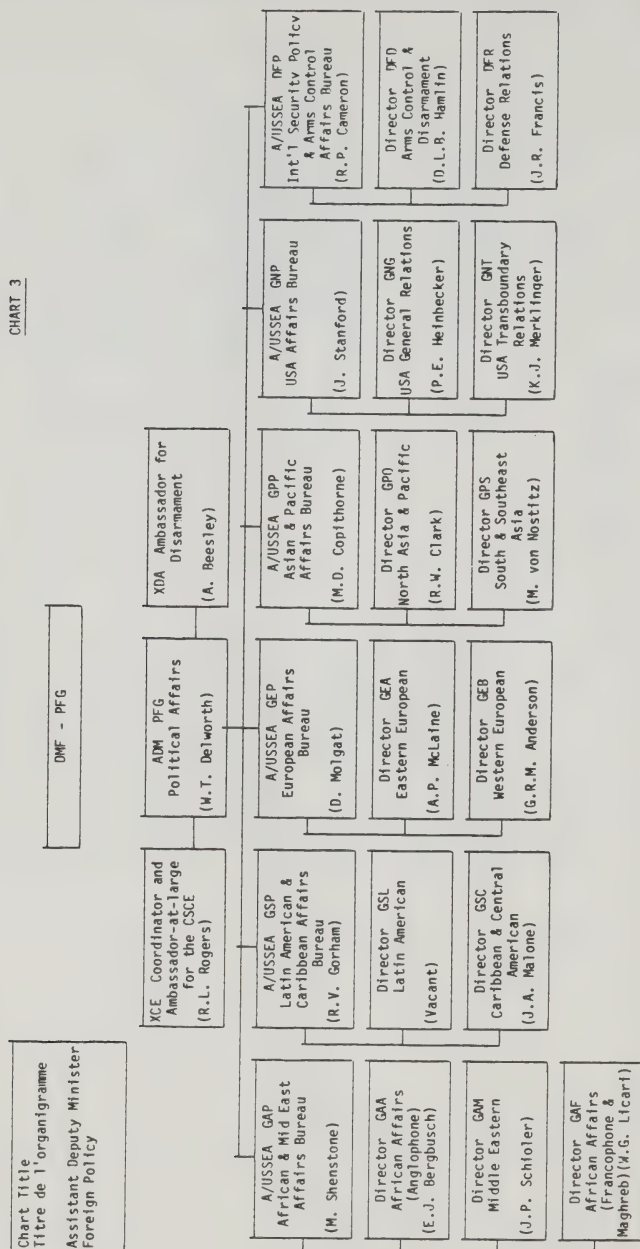 CHART 3
Chart Title
Titre de l'organigramme
Assistant Deputy Minister
Foreign Policy
DMF - PFG
XCE Coordinator and
Ambassador-at-large
for the CSCE
(R.L. Rogers)
ADM PFG
Political Affairs
(W.T. Delworth)
XDA Ambassador for
Disarmament
(A. Beesley)
A/USSEA GAP
African & Mid East
Affairs Bureau
(M. Shenstone)
A/USSEA GSP
Latin American &
Caribbean Affairs
Bureau
(R.V. Gorham)
A/USSEA GEP
European Affairs
Bureau
(D. Molgat)
A/USSEA GPP
Asian & Pacific
Affairs Bureau
(M.D. Copithorne)
A/USSEA GNP
USA Affairs Bureau
(J. Stanford)
A/USSEA DFP
Int'l Security Policy
& Arms Control
Affairs Bureau
(R.P. Cameron)
Director GAA
African Affairs
(Anglophone)
(E.J. Bergbusch)
Director GSL
Latin American
(Vacant)
Director GEA
Eastern European
(A.P. McLaine)
Director GPO
North Asia & Pacific
(R.W. Clark)
Director GNG
USA General Relations
(P.E. Heinbecker)
Director DFD
Arms Control &
Disarmament
(D.L.B. Hamlin)
Director GAM
Middle Eastern
(J.P. Schioler)
Director GSC
Caribbean & Central
American
(J.A. Malone)
Director GEB
Western European
(G.R.M. Anderson)
Director GPS
South & Southeast
Asia
(M. von Nostitz)
Director GNT
USA Transboundary
Relations
(K.J. Merklinger)
Director DFR
Defense Relations
(J.R. Francis)
Director GAF
African Affairs
(Francophone &
Maghreb)(W.G. Licari)